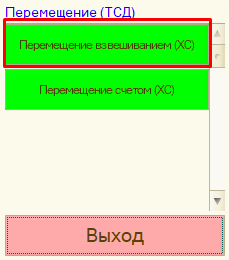 Перемещение (ТСД)
Перемещение взвешиванием (ХС)
Перемещение счетом (ХС)
Выход